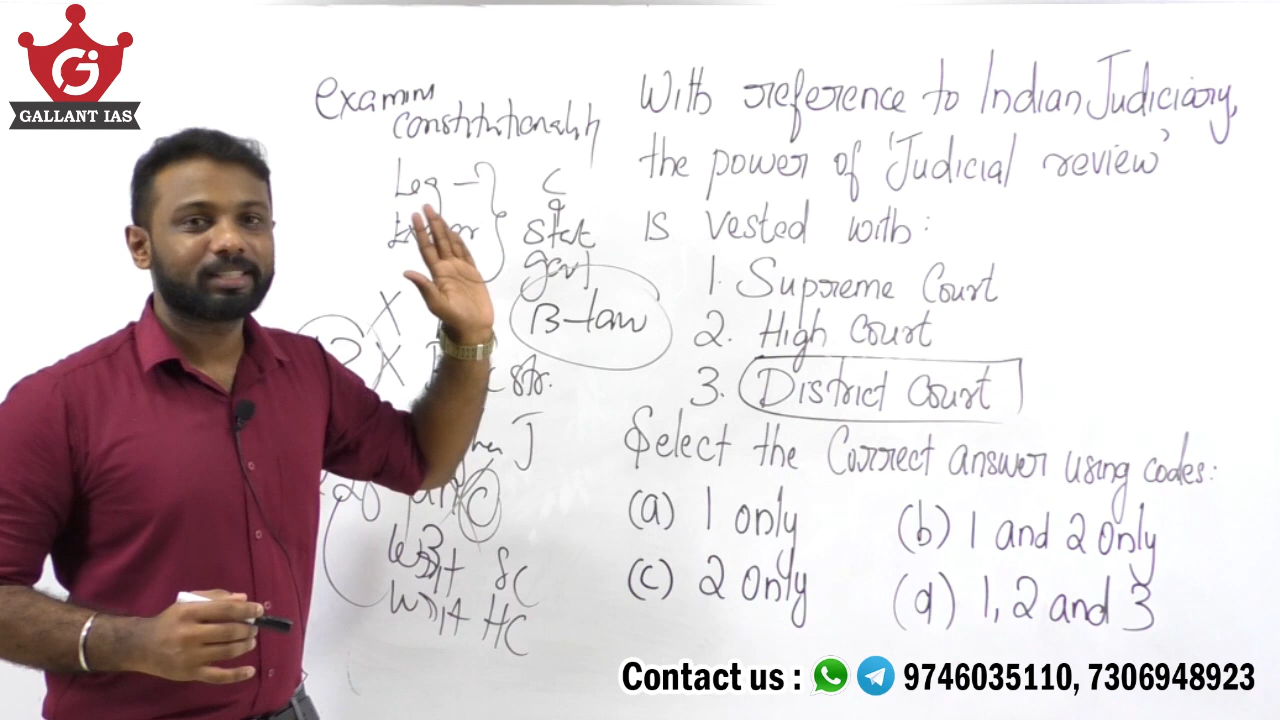 GALLANT IAS
examins
constitutionality
Leg
C
State
govt
B-law
X
X
str.
J
C
writ SC
writ HC
With reference to Indian Judiciary,
the power of 'Judicial review'
is vested with:
1. Supreme Court
2. High Court
3. District Court
Select the Correct answer using codes:
(a) 1 only
(b) 1 and 2 only
(c) 2 only
(d) 1, 2 and 3
Contact us : 9746035110, 7306948923